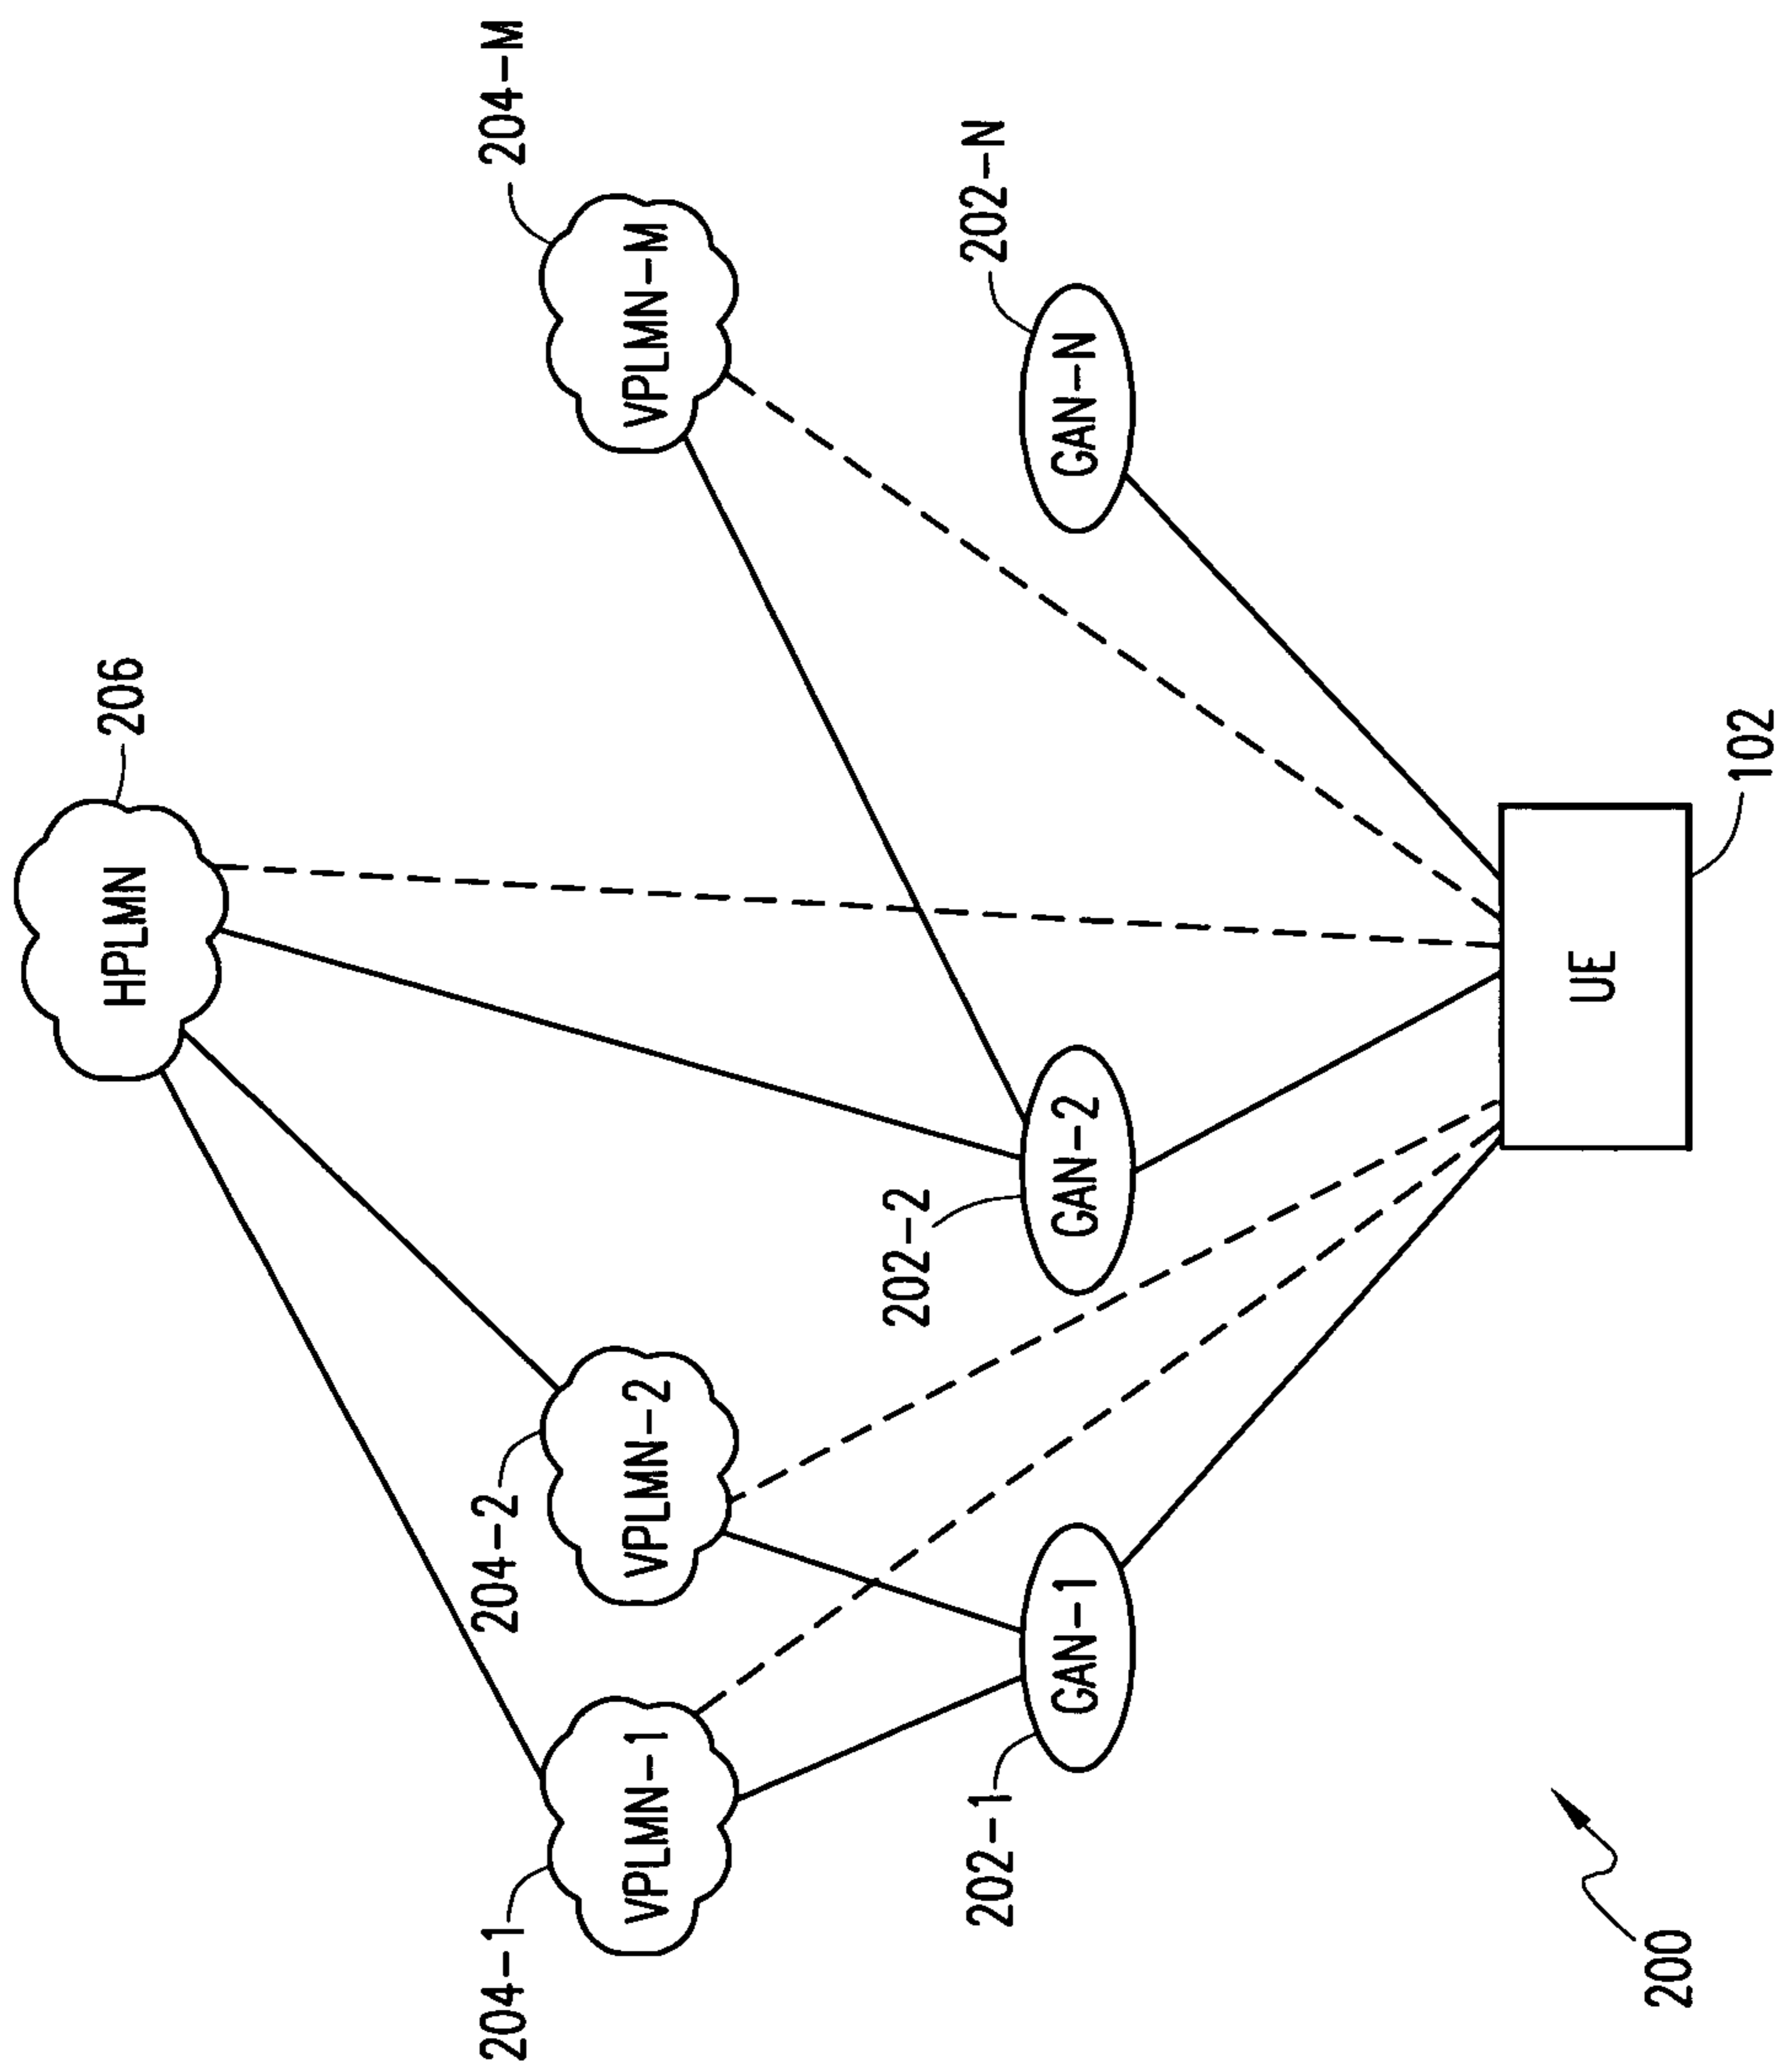 206
HPLMN
204-1
204-2
204-M
VPLMN-1
VPLMN-2
VPLMN-M
202-1
202-2
202-N
GAN-1
GAN-2
GAN-N
UE
102
200